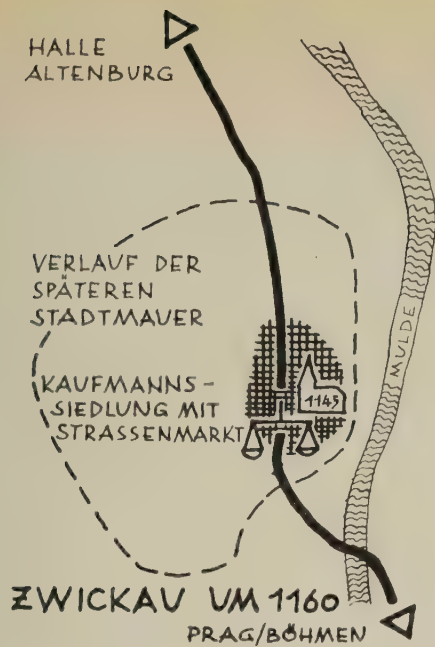 HALLE
ALTENBURG
VERLAUF DER
SPÄTEREN
STADTMAUER
MULDE
KAUFMANNS-
SIEDLUNG MIT
STRASSENMARKT
1145
ZWICKAU UM 1160
PRAG/BÖHMEN